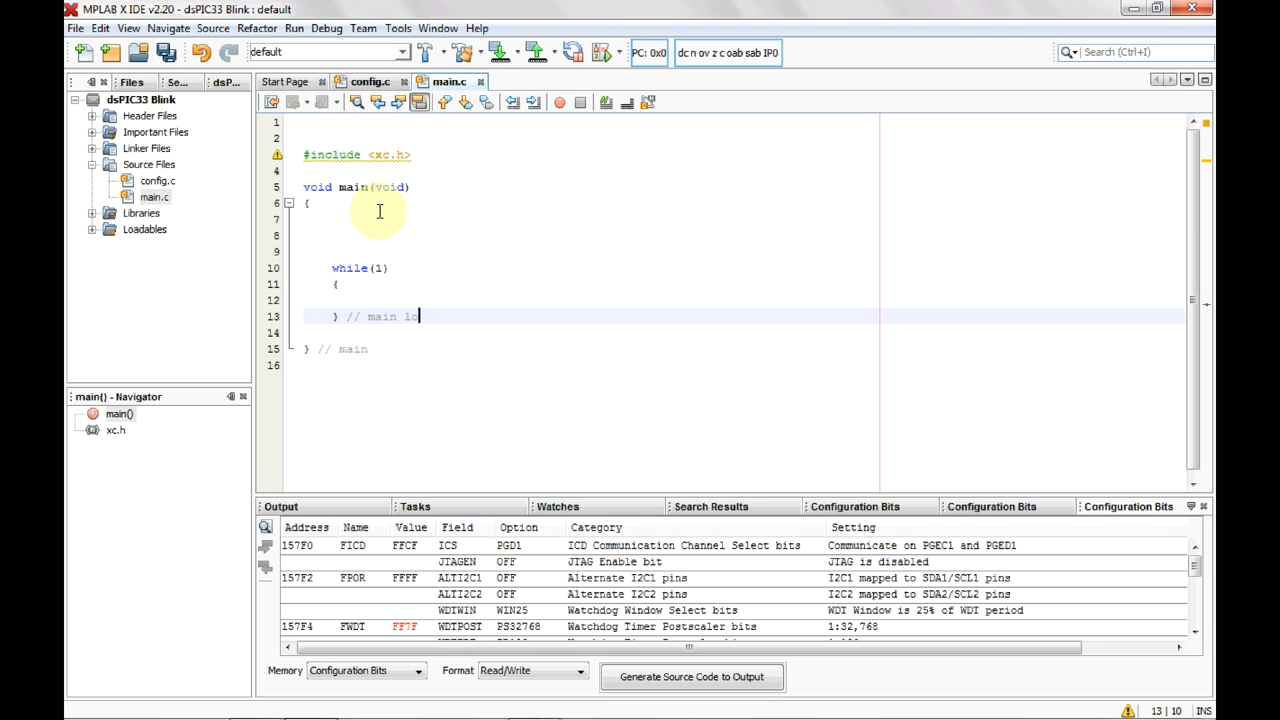 MPLAB X IDE v2.20 - dsPIC33 Blink : default
File Edit View Navigate Source Refactor Run Debug Team Tools Window Help
default
PC: 0x0
dc n ov z c oab sab IP0
Search (Ctrl+I)
Files
Se...
dsP...
Start Page
config.c
main.c
dsPIC33 Blink
Header Files
Important Files
Linker Files
Source Files
config.c
main.c
Libraries
Loadables
1
2
#include <xc.h>
4
5 void main(void)
6 {
7
8
9
10 while(1)
11 {
12
13 } // main lo
14
15 } // main
16
main() - Navigator
main()
xc.h
Output
Tasks
Watches
Search Results
Configuration Bits
Configuration Bits
Configuration Bits
Address Name Value Field Option Category Setting
157F0 FICD FFCF ICS PGD1 ICD Communication Channel Select bits Communicate on PGEC1 and PGED1
JTAGEN OFF JTAG Enable bit JTAG is disabled
157F2 FPOR FFFF ALTI2C1 OFF Alternate I2C1 pins I2C1 mapped to SDA1/SCL1 pins
ALTI2C2 OFF Alternate I2C2 pins I2C2 mapped to SDA2/SCL2 pins
WDTWIN WIN25 Watchdog Window Select bits WDT Window is 25% of WDT period
157F4 FWDT FF7F WDTPOST PS32768 Watchdog Timer Postscaler bits 1:32,768
Memory Configuration Bits Format Read/Write Generate Source Code to Output
13 | 10 INS